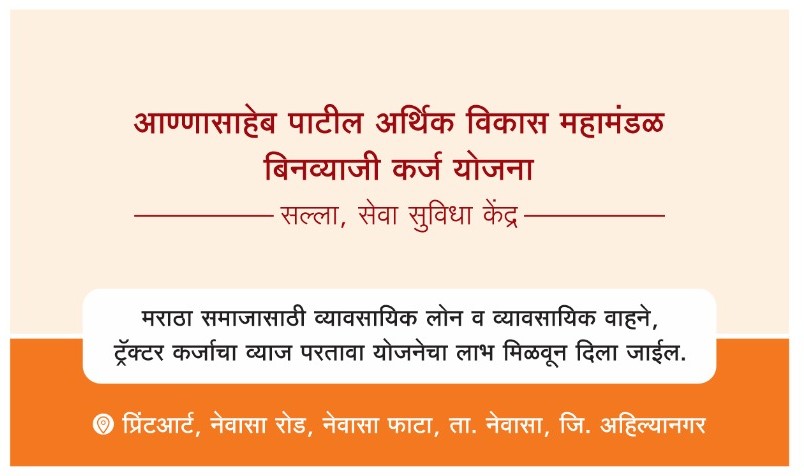 आण्णासाहेब पाटील अर्थिक विकास महामंडळ
बिनव्याजी कर्ज योजना
सल्ला, सेवा सुविधा केंद्र
मराठा समाजासाठी व्यावसायिक लोन व व्यावसायिक वाहने,
ट्रॅक्टर कर्जाचा व्याज परतावा योजनेचा लाभ मिळवून दिला जाईल.
प्रिंटआर्ट, नेवासा रोड, नेवासा फाटा, ता. नेवासा, जि. अहिल्यानगर